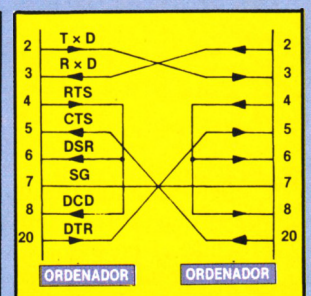 2 T × D 2
3 R × D 3
4 RTS 4
5 CTS 5
6 DSR 6
7 SG 7
8 DCD 8
20 DTR 20
ORDENADOR ORDENADOR